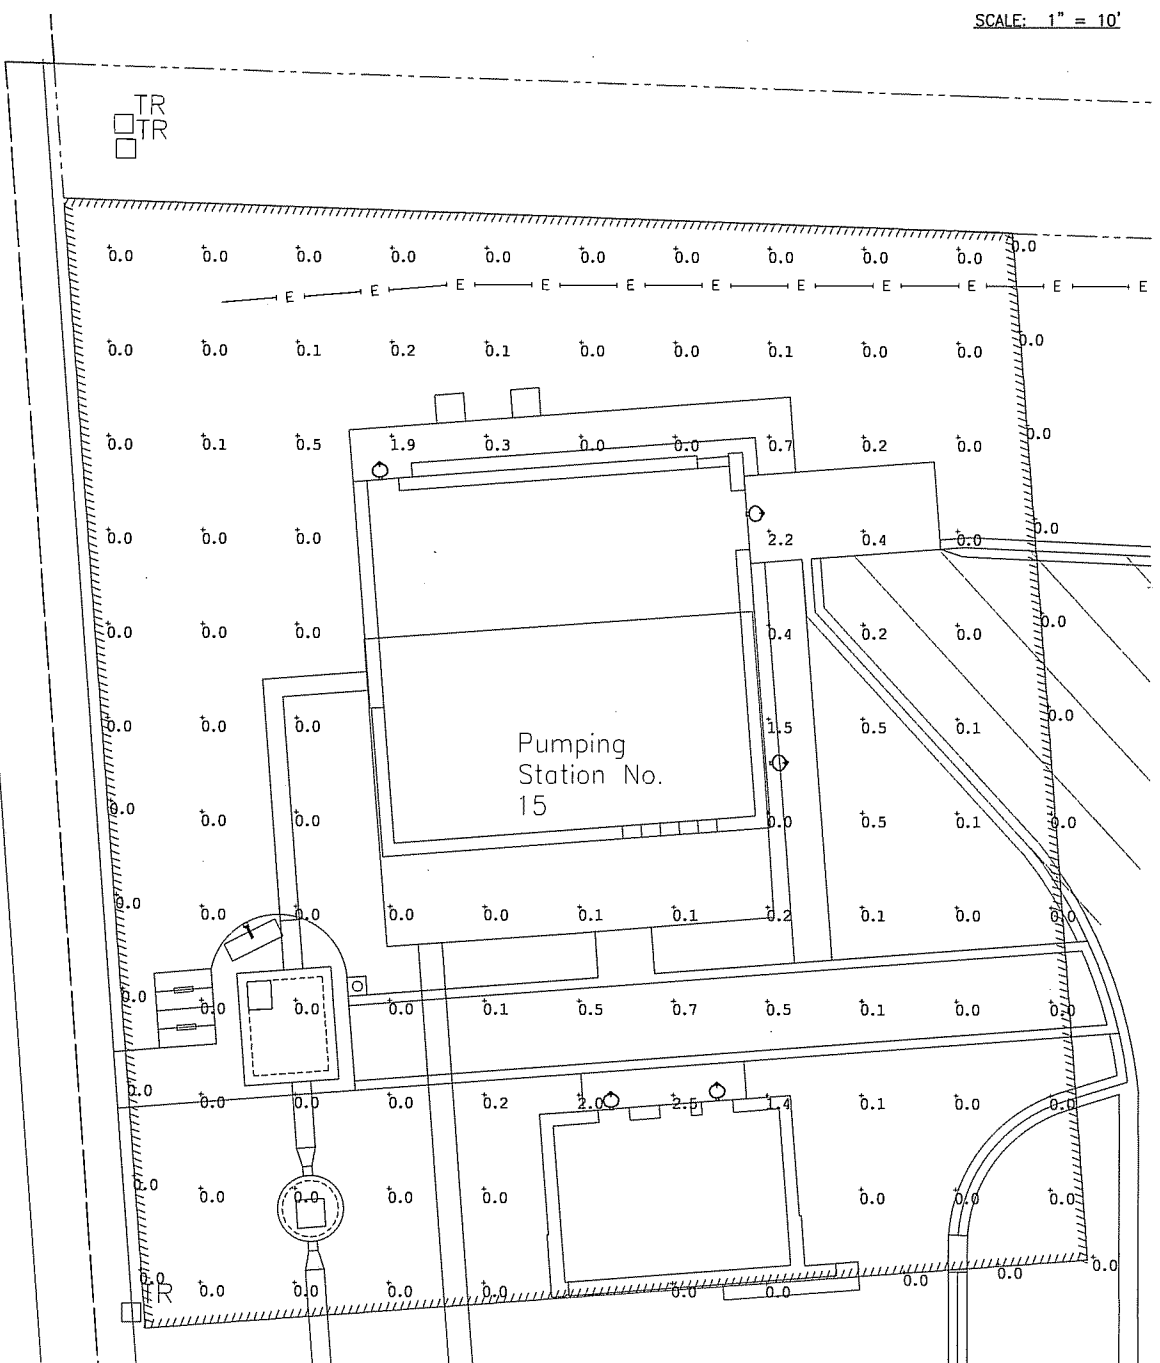 SCALE: 1" = 10'
TR
TR
0.0 0.0 0.0 0.0 0.0 0.0 0.0 0.0 0.0 0.0 0.0
E E E E E E E E E E E
0.0 0.0 0.1 0.2 0.1 0.0 0.0 0.1 0.0 0.0 0.0
0.0 0.1 0.5 1.9 0.3 0.0 0.0 0.7 0.2 0.0 0.0
0.0 0.0 0.0 2.2 0.4 0.0 0.0
0.0 0.0 0.0 0.4 0.2 0.0 0.0
0.0 0.0 0.0 1.5 0.5 0.1 0.0
Pumping
Station No.
15
0.0 0.0 0.0 0.0 0.5 0.1 0.0
0.0 0.0 0.0 0.0 0.0 0.1 0.1 0.2 0.1 0.0 0.0
0.0 0.0 0.0 0.0 0.1 0.5 0.7 0.5 0.1 0.0 0.0
0.0 0.0 0.0 0.0 0.2 2.0 2.5 1.4 0.1 0.0 0.0
0.0 0.0 0.0 0.0 0.0 0.0 0.0 0.0
0.0 0.0 0.0 0.0 0.0 0.0 0.0 0.0 0.0 0.0
R